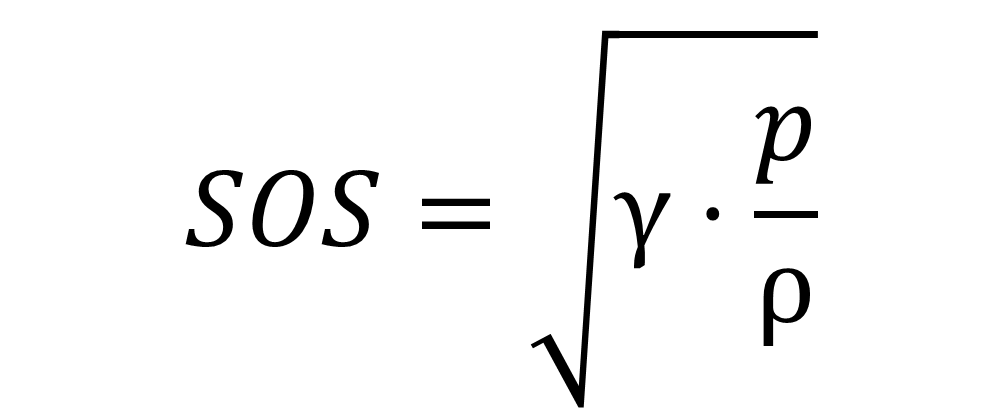 SOS = √(γ · p/ρ)